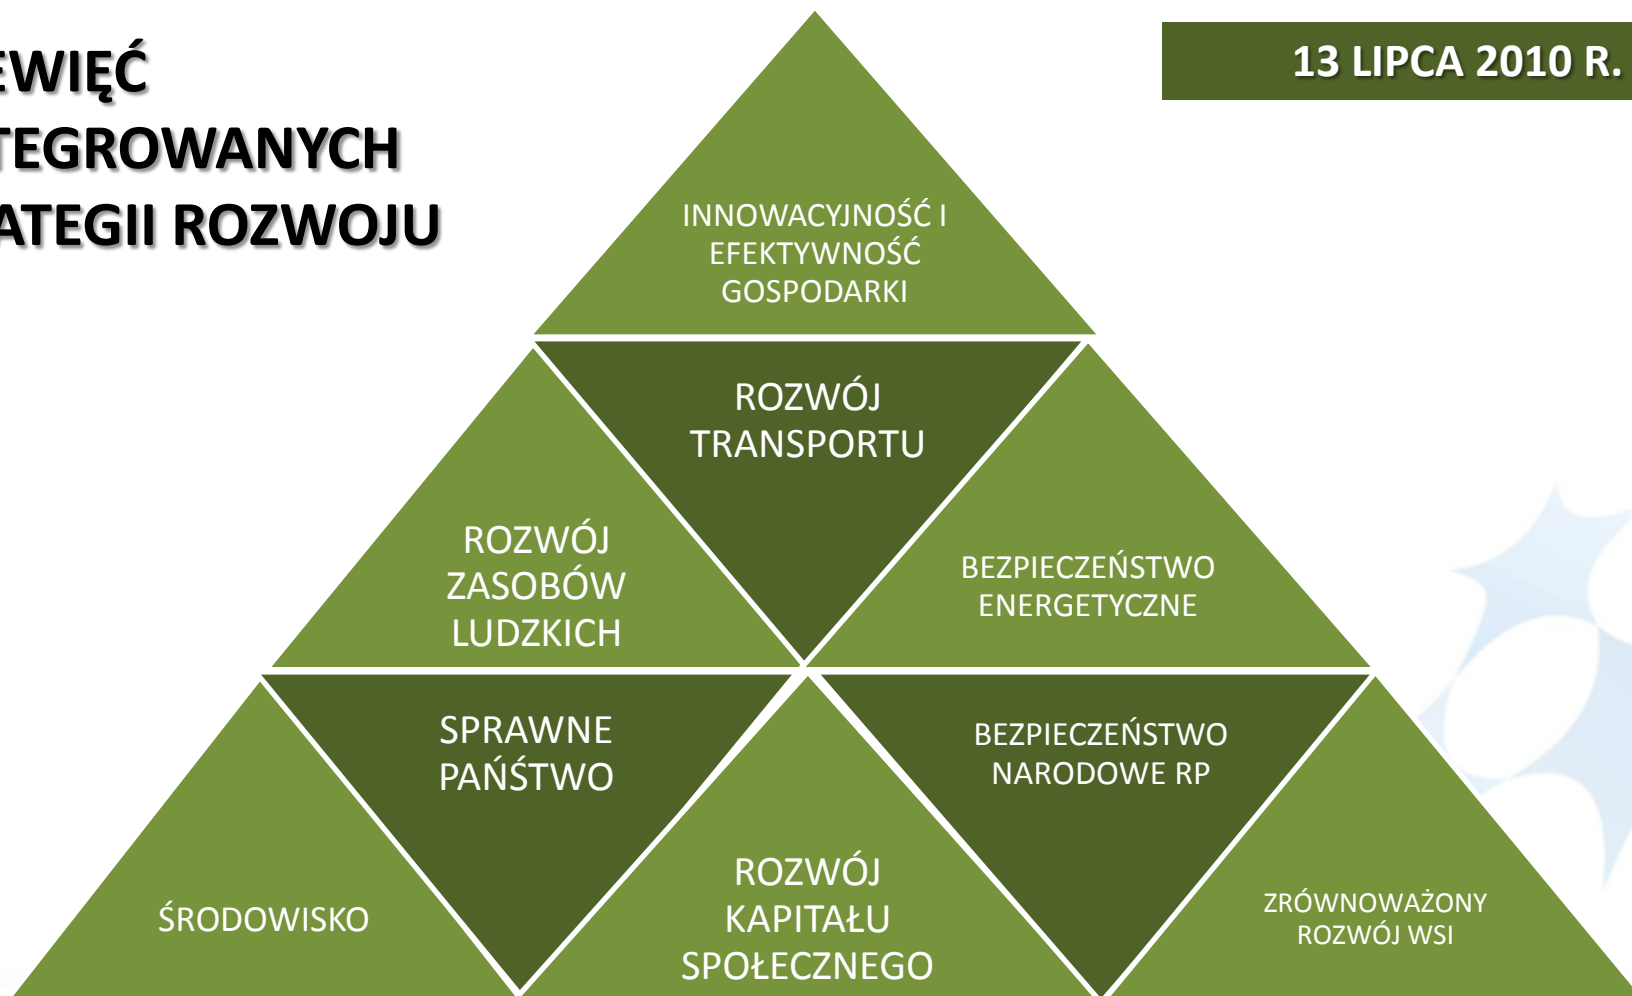 EWIĘĆ
TEGROWANYCH
ATEGII ROZWOJU
13 LIPCA 2010 R.
INNOWACYJNOŚĆ I
EFEKTYWNOŚĆ
GOSPODARKI
ROZWÓJ
TRANSPORTU
ROZWÓJ
ZASOBÓW
LUDZKICH
BEZPIECZEŃSTWO
ENERGETYCZNE
SPRAWNE
PAŃŚTWO
BEZPIECZEŃSTWO
NARODOWE RP
ŚRODOWISKO
ROZWÓJ
KAPITAŁU
SPOŁECZNEGO
ZRÓWNOWAŻONY
ROZWÓJ WSI